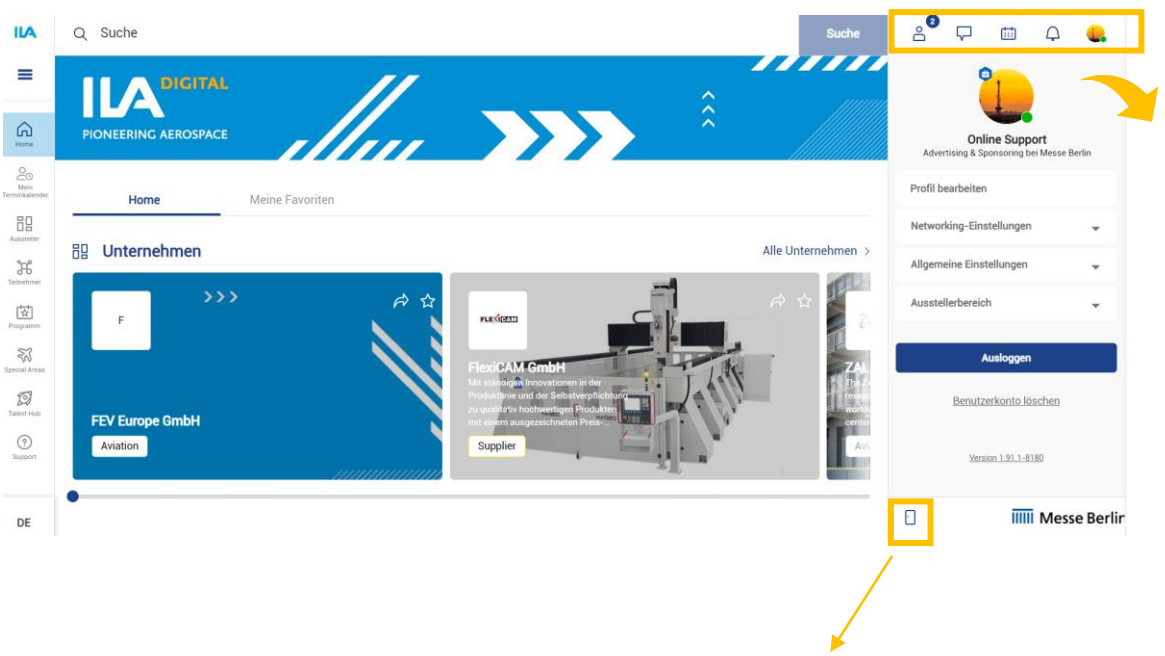 ILA
Suche
Suche
2
ILA DIGITAL
PIONEERING AEROSPACE
Home
Mein
Terminkalender
Aussteller
Teilnehmer
Programm
Special Areas
Talent Hub
Support
DE
Home
Meine Favoriten
Unternehmen
Alle Unternehmen >
F
FEV Europe GmbH
Aviation
FLEXiCAM
FlexiCAM GmbH
Mit ständigen Innovationen in der
Produktlinie und der Selbstverpflichtung
zu qualitativ hochwertigen Produkten
mit einem ausgezeichneten Preis-...
Supplier
ZAL
Online Support
Advertising & Sponsoring bei Messe Berlin
Profil bearbeiten
Networking-Einstellungen
Allgemeine Einstellungen
Ausstellerbereich
Ausloggen
Benutzerkonto löschen
Version 1.91.1-8180
Messe Berlin